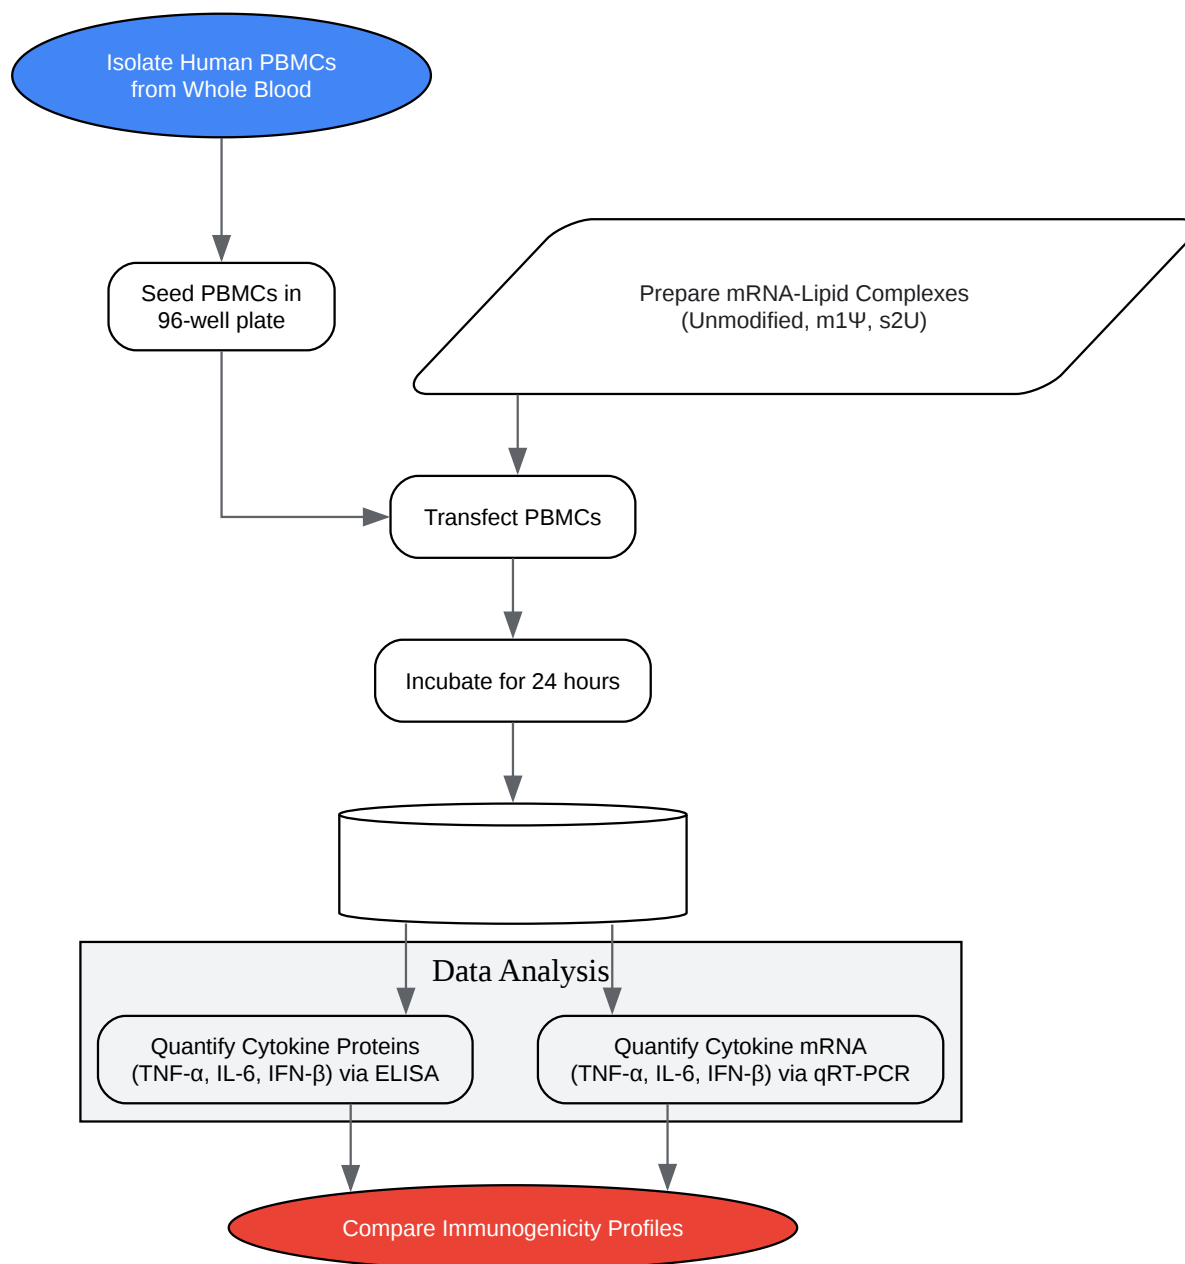 Isolate Human PBMCs
from Whole Blood
Seed PBMCs in
96-well plate
Prepare mRNA-Lipid Complexes
(Unmodified, m1Ψ, s2U)
Transfect PBMCs
Incubate for 24 hours
Data Analysis
Quantify Cytokine Proteins
(TNF-α, IL-6, IFN-β) via ELISA
Quantify Cytokine mRNA
(TNF-α, IL-6, IFN-β) via qRT-PCR
Compare Immunogenicity Profiles